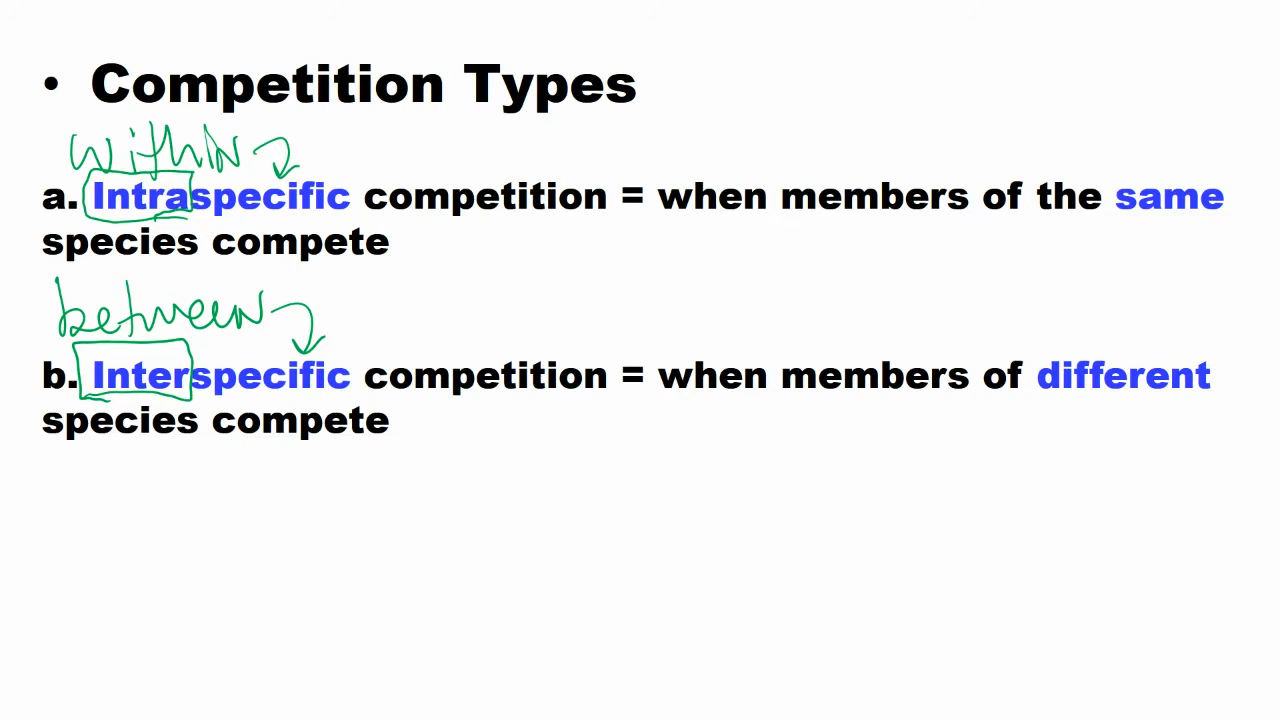 • Competition Types
within
a. Intraspecific competition = when members of the same
species compete
between
b. Interspecific competition = when members of different
species compete